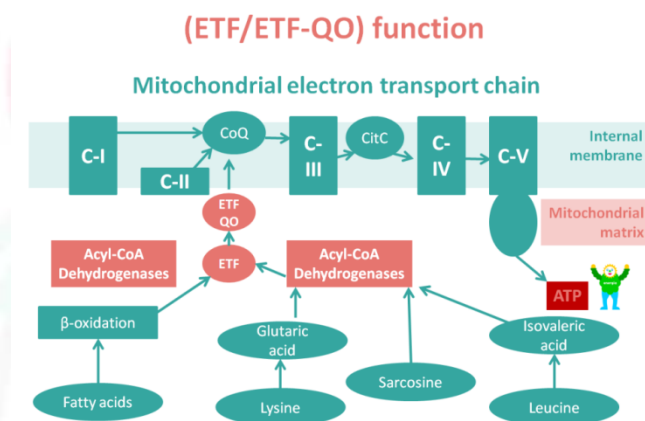 (ETF/ETF-QO) function
Mitochondrial electron transport chain
C-I
C-II
CoQ
C-
III
CitC
C-
IV
C-V
Internal
membrane
ETF
QO
Mitochondrial
matrix
Acyl-CoA
Dehydrogenases
ETF
Acyl-CoA
Dehydrogenases
ATP
β-oxidation
Glutaric
acid
Isovaleric
acid
Sarcosine
Fatty acids
Lysine
Leucine